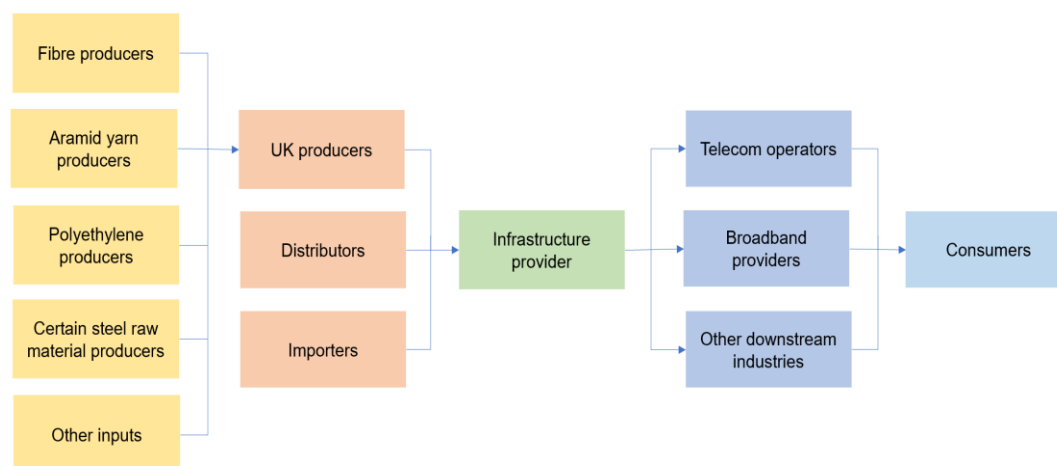 Fibre producers
Aramid yarn
producers
Polyethylene
producers
Certain steel raw
material producers
Other inputs
UK producers
Distributors
Importers
Infrastructure
provider
Telecom operators
Broadband
providers
Other downstream
industries
Consumers